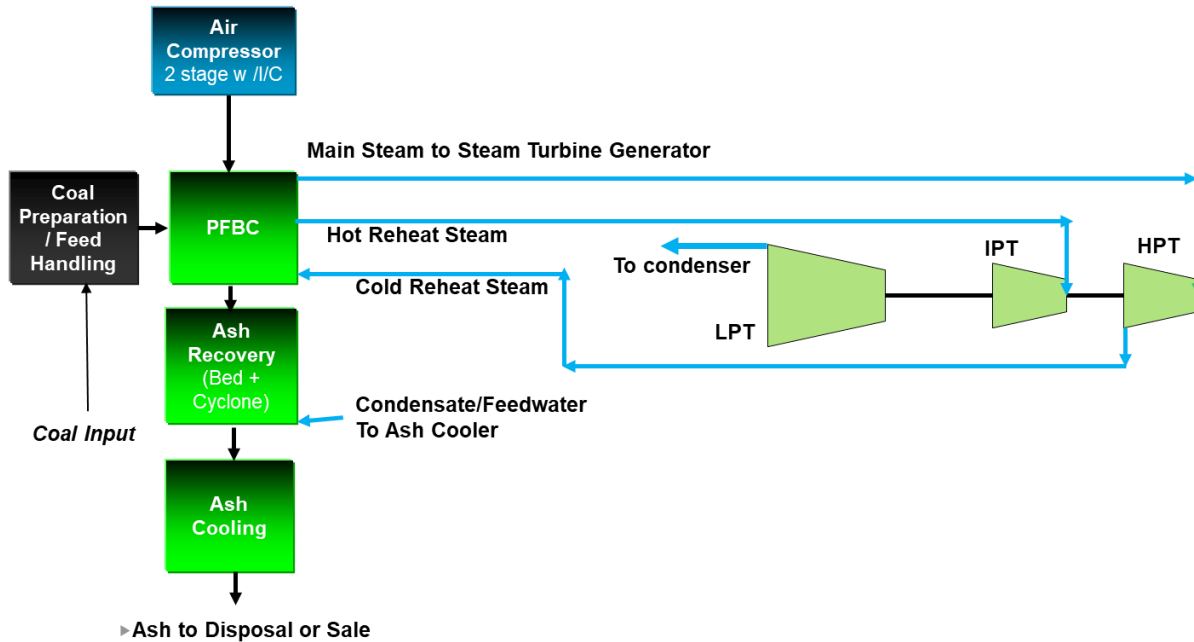 Air
Compressor
2 stage w /I/C
Main Steam to Steam Turbine Generator
Coal
Preparation
/ Feed
Handling
PFBC
Hot Reheat Steam
Cold Reheat Steam
To condenser
IPT
HPT
LPT
Ash
Recovery
(Bed +
Cyclone)
Condensate/Feedwater
To Ash Cooler
Coal Input
Ash
Cooling
Ash to Disposal or Sale